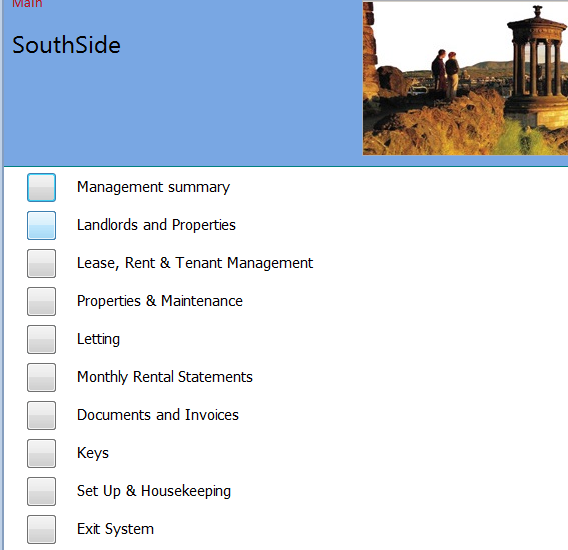 Main
SouthSide
Management summary
Landlords and Properties
Lease, Rent & Tenant Management
Properties & Maintenance
Letting
Monthly Rental Statements
Documents and Invoices
Keys
Set Up & Housekeeping
Exit System